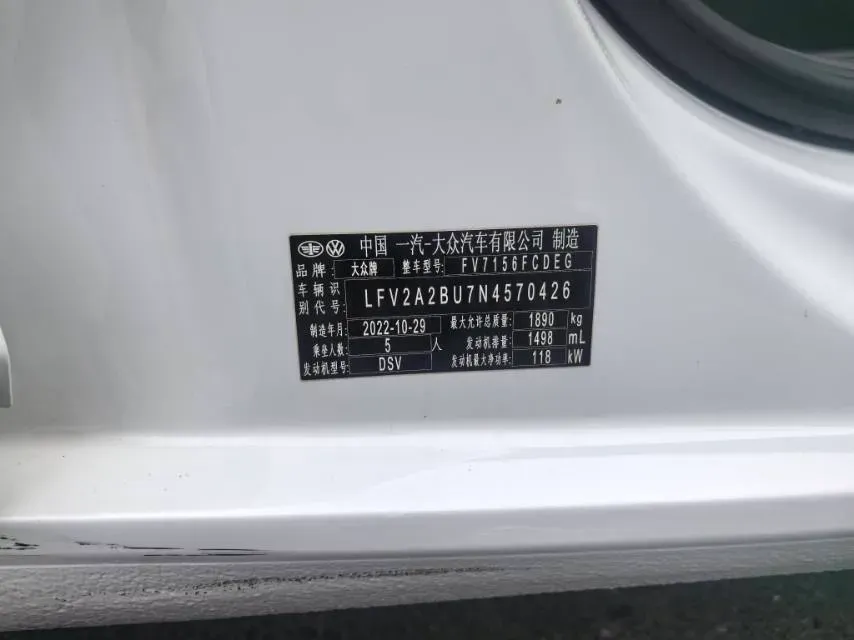 中国 一汽-大众汽车有限公司 制造
品牌: 大众牌 整车型号: FV7156FCDEG
车辆识别代号: LFV2A2BU7N4570426
制造年月: 2022-10-29 最大允许总质量: 1890 kg
乘坐人数: 5 人 发动机排量: 1498 mL
发动机型号: DSV 发动机最大净功率: 118 kW